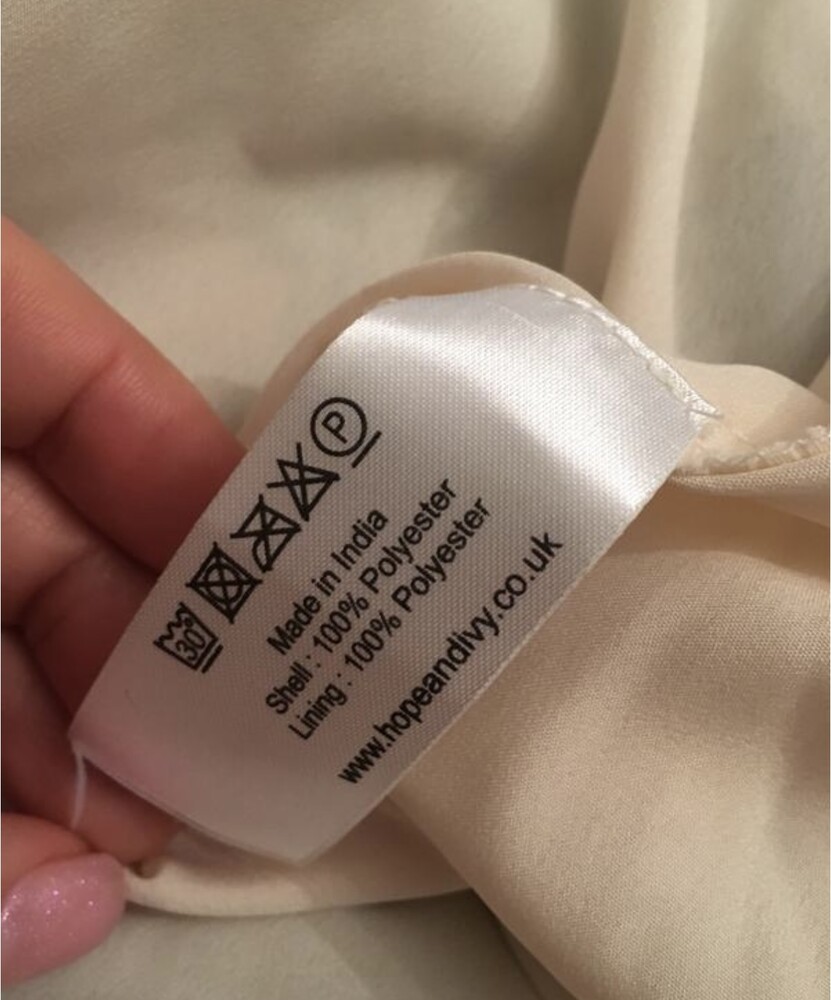 30°
P
Made in India
Shell : 100% Polyester
Lining : 100% Polyester
www.hopeandivy.co.uk